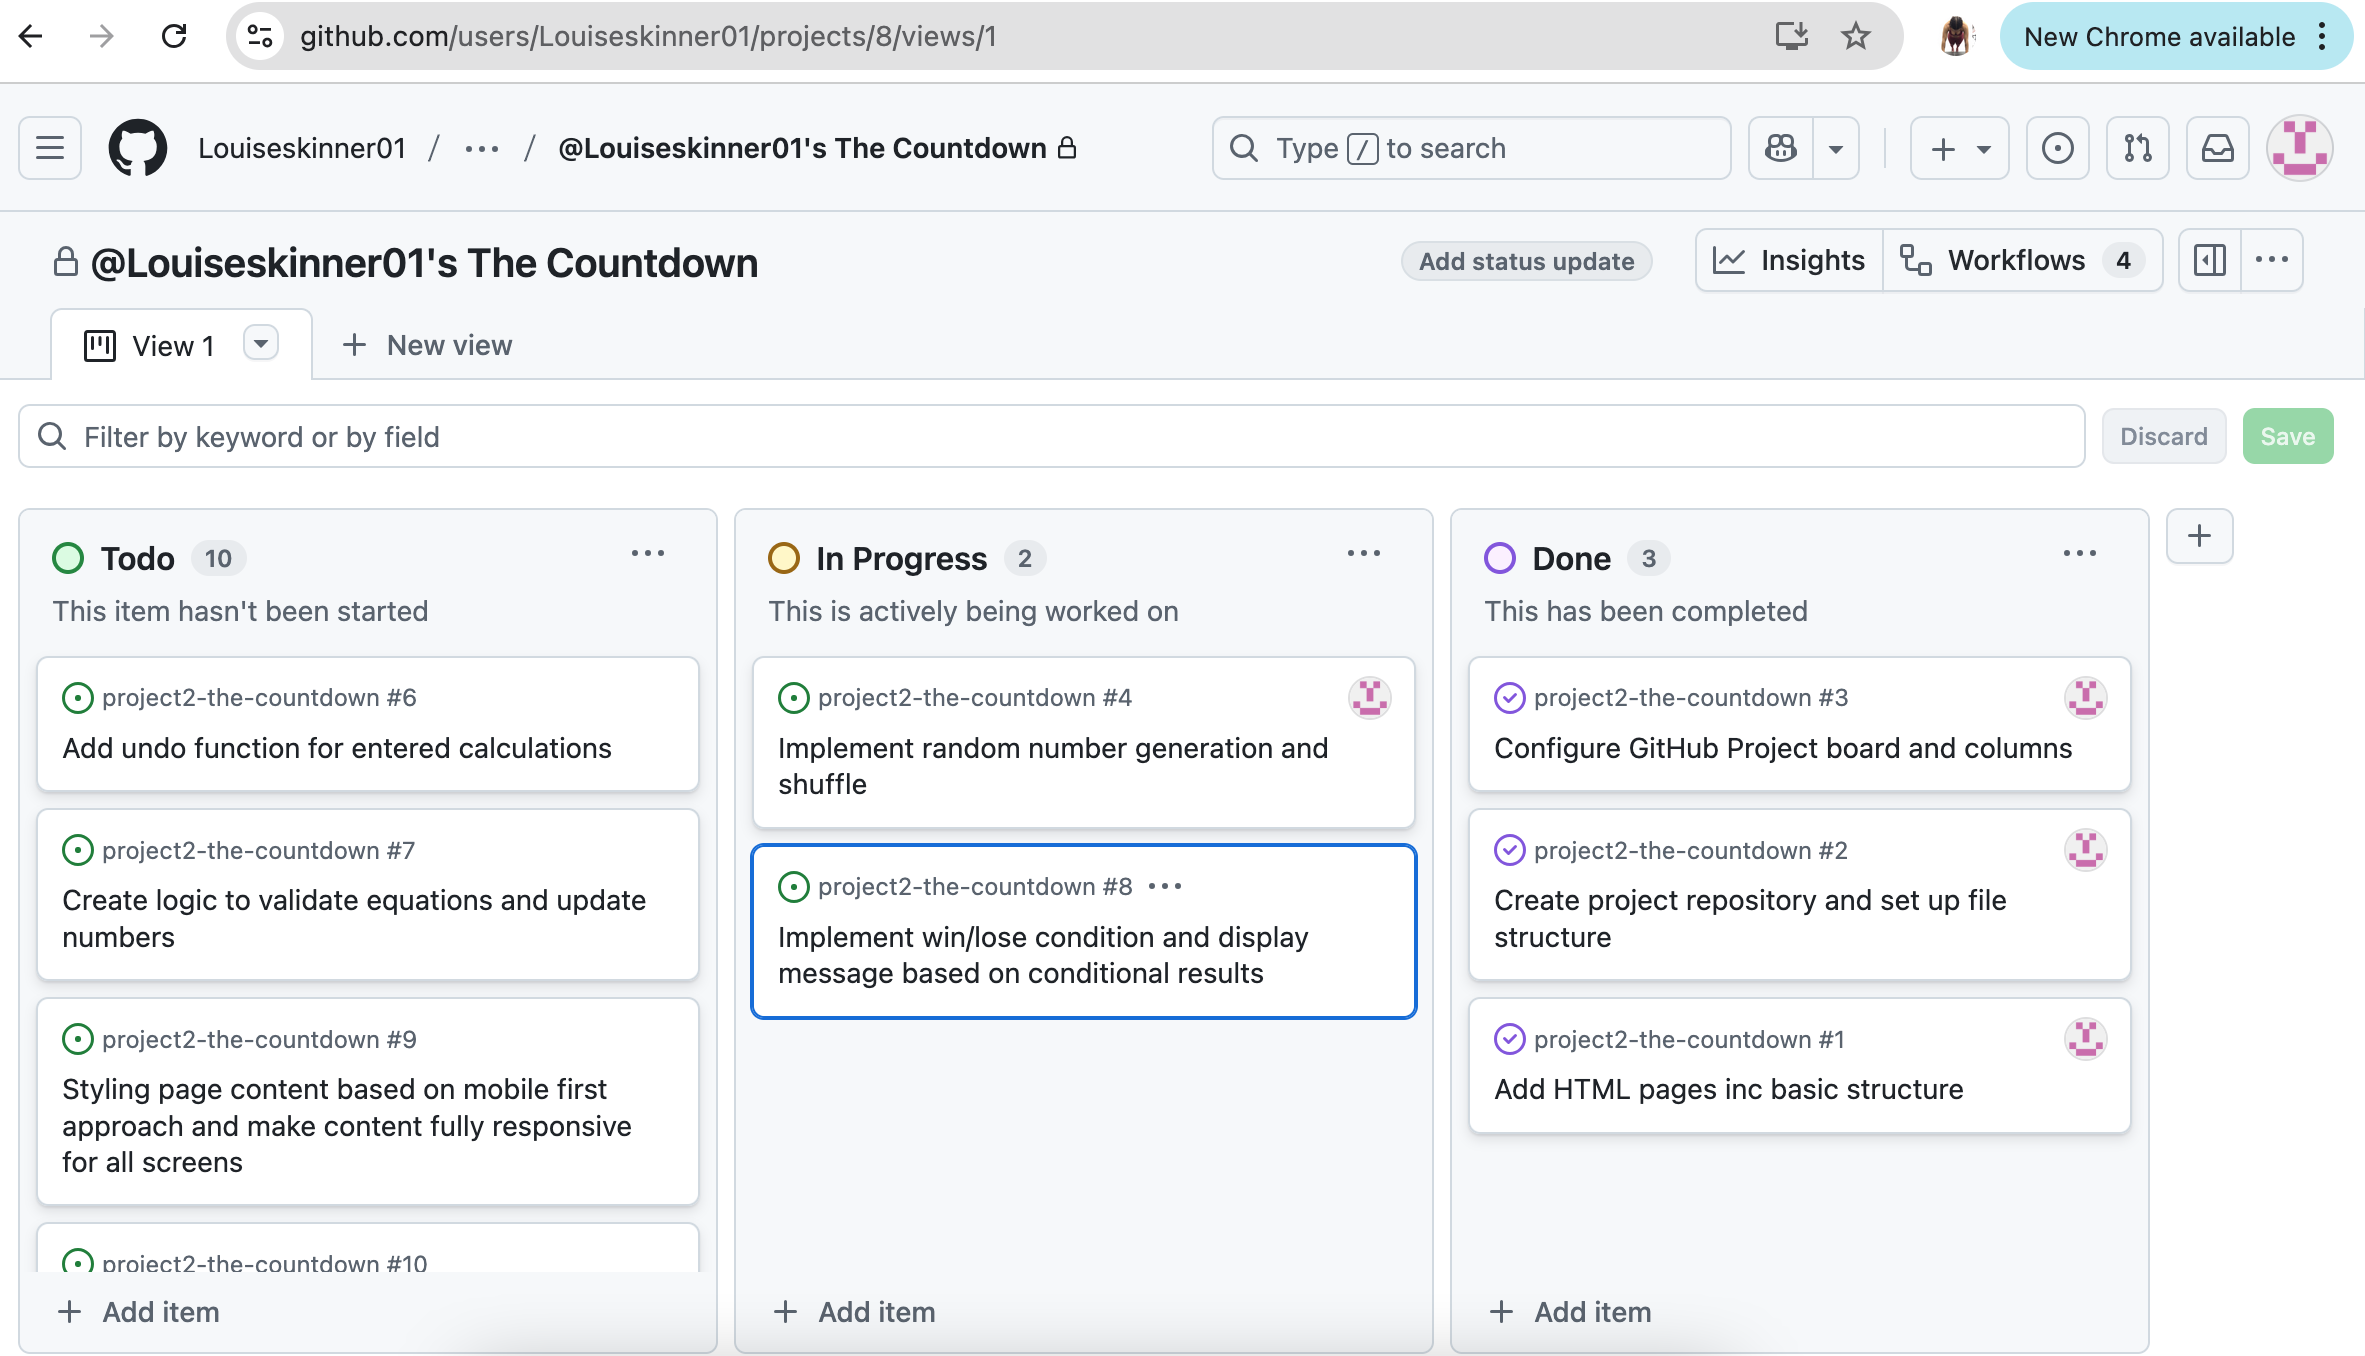 github.com/users/Louiseskinner01/projects/8/views/1
New Chrome available
Louiseskinner01 / ... / @Louiseskinner01's The Countdown
Type / to search
@Louiseskinner01's The Countdown
Add status update
Insights
Workflows 4
View 1
New view
Filter by keyword or by field
Discard
Save
Todo 10
This item hasn't been started
project2-the-countdown #6
Add undo function for entered calculations
project2-the-countdown #7
Create logic to validate equations and update
numbers
project2-the-countdown #9
Styling page content based on mobile first
approach and make content fully responsive
for all screens
project2-the-countdown #10
Add item
In Progress 2
This is actively being worked on
project2-the-countdown #4
Implement random number generation and
shuffle
project2-the-countdown #8
Implement win/lose condition and display
message based on conditional results
Add item
Done 3
This has been completed
project2-the-countdown #3
Configure GitHub Project board and columns
project2-the-countdown #2
Create project repository and set up file
structure
project2-the-countdown #1
Add HTML pages inc basic structure
Add item